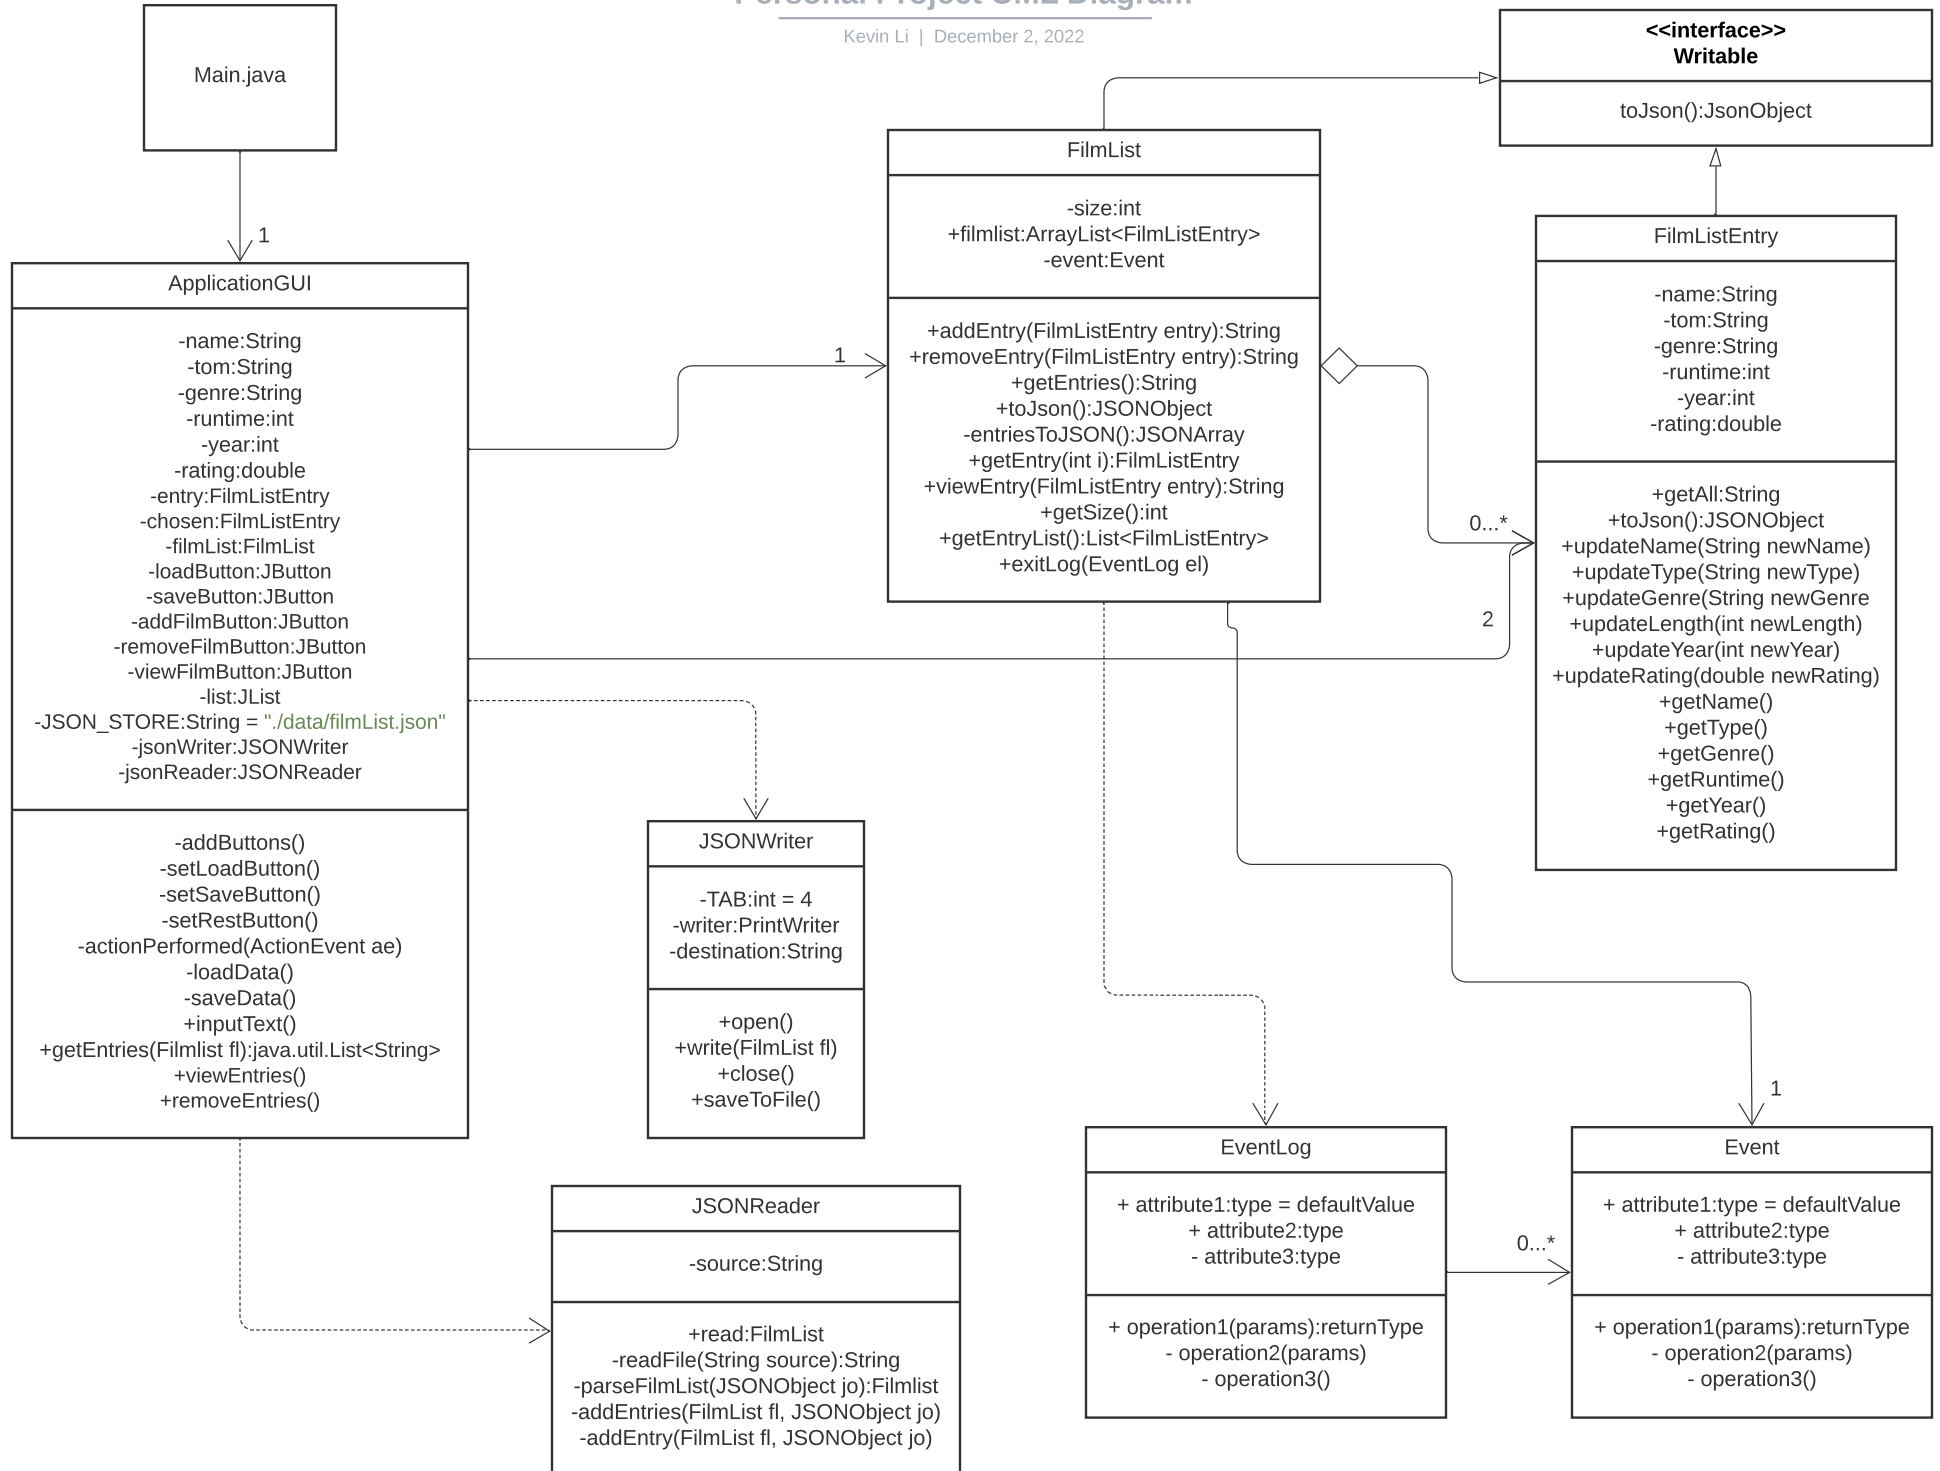 Personal Project UML Diagram
Kevin Li | December 2, 2022
Main.java
1
ApplicationGUI
-name:String
-tom:String
-genre:String
-runtime:int
-year:int
-rating:double
-entry:FilmListEntry
-chosen:FilmListEntry
-filmList:FilmList
-loadButton:JButton
-saveButton:JButton
-addFilmButton:JButton
-removeFilmButton:JButton
-viewFilmButton:JButton
-list:JList
-JSON_STORE:String = "./data/filmList.json"
-jsonWriter:JSONWriter
-jsonReader:JSONReader
-addButtons()
-setLoadButton()
-setSaveButton()
-setRestButton()
-actionPerformed(ActionEvent ae)
-loadData()
-saveData()
+inputText()
+getEntries(Filmlist fl):java.util.List<String>
+viewEntries()
+removeEntries()
1
FilmList
-size:int
+filmlist:ArrayList<FilmListEntry>
-event:Event
+addEntry(FilmListEntry entry):String
+removeEntry(FilmListEntry entry):String
+getEntries():String
+toJson():JSONObject
-entriesToJSON():JSONArray
+getEntry(int i):FilmListEntry
+viewEntry(FilmListEntry entry):String
+getSize():int
+getEntryList():List<FilmListEntry>
+exitLog(EventLog el)
<<interface>>
Writable
toJson():JsonObject
0...*
2
FilmListEntry
-name:String
-tom:String
-genre:String
-runtime:int
-year:int
-rating:double
+getAll:String
+toJson():JSONObject
+updateName(String newName)
+updateType(String newType)
+updateGenre(String newGenre
+updateLength(int newLength)
+updateYear(int newYear)
+updateRating(double newRating)
+getName()
+getType()
+getGenre()
+getRuntime()
+getYear()
+getRating()
JSONWriter
-TAB:int = 4
-writer:PrintWriter
-destination:String
+open()
+write(FilmList fl)
+close()
+saveToFile()
JSONReader
-source:String
+read:FilmList
-readFile(String source):String
-parseFilmList(JSONObject jo):Filmlist
-addEntries(FilmList fl, JSONObject jo)
-addEntry(FilmList fl, JSONObject jo)
EventLog
+ attribute1:type = defaultValue
+ attribute2:type
- attribute3:type
+ operation1(params):returnType
- operation2(params)
- operation3()
0...*
1
Event
+ attribute1:type = defaultValue
+ attribute2:type
- attribute3:type
+ operation1(params):returnType
- operation2(params)
- operation3()